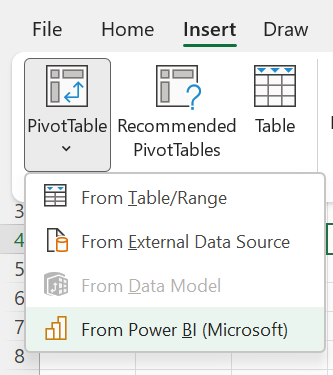 File Home Insert Draw
PivotTable
Recommended
PivotTables
Table
From Table/Range
From External Data Source
From Data Model
From Power BI (Microsoft)
3
4
5
6
7
8